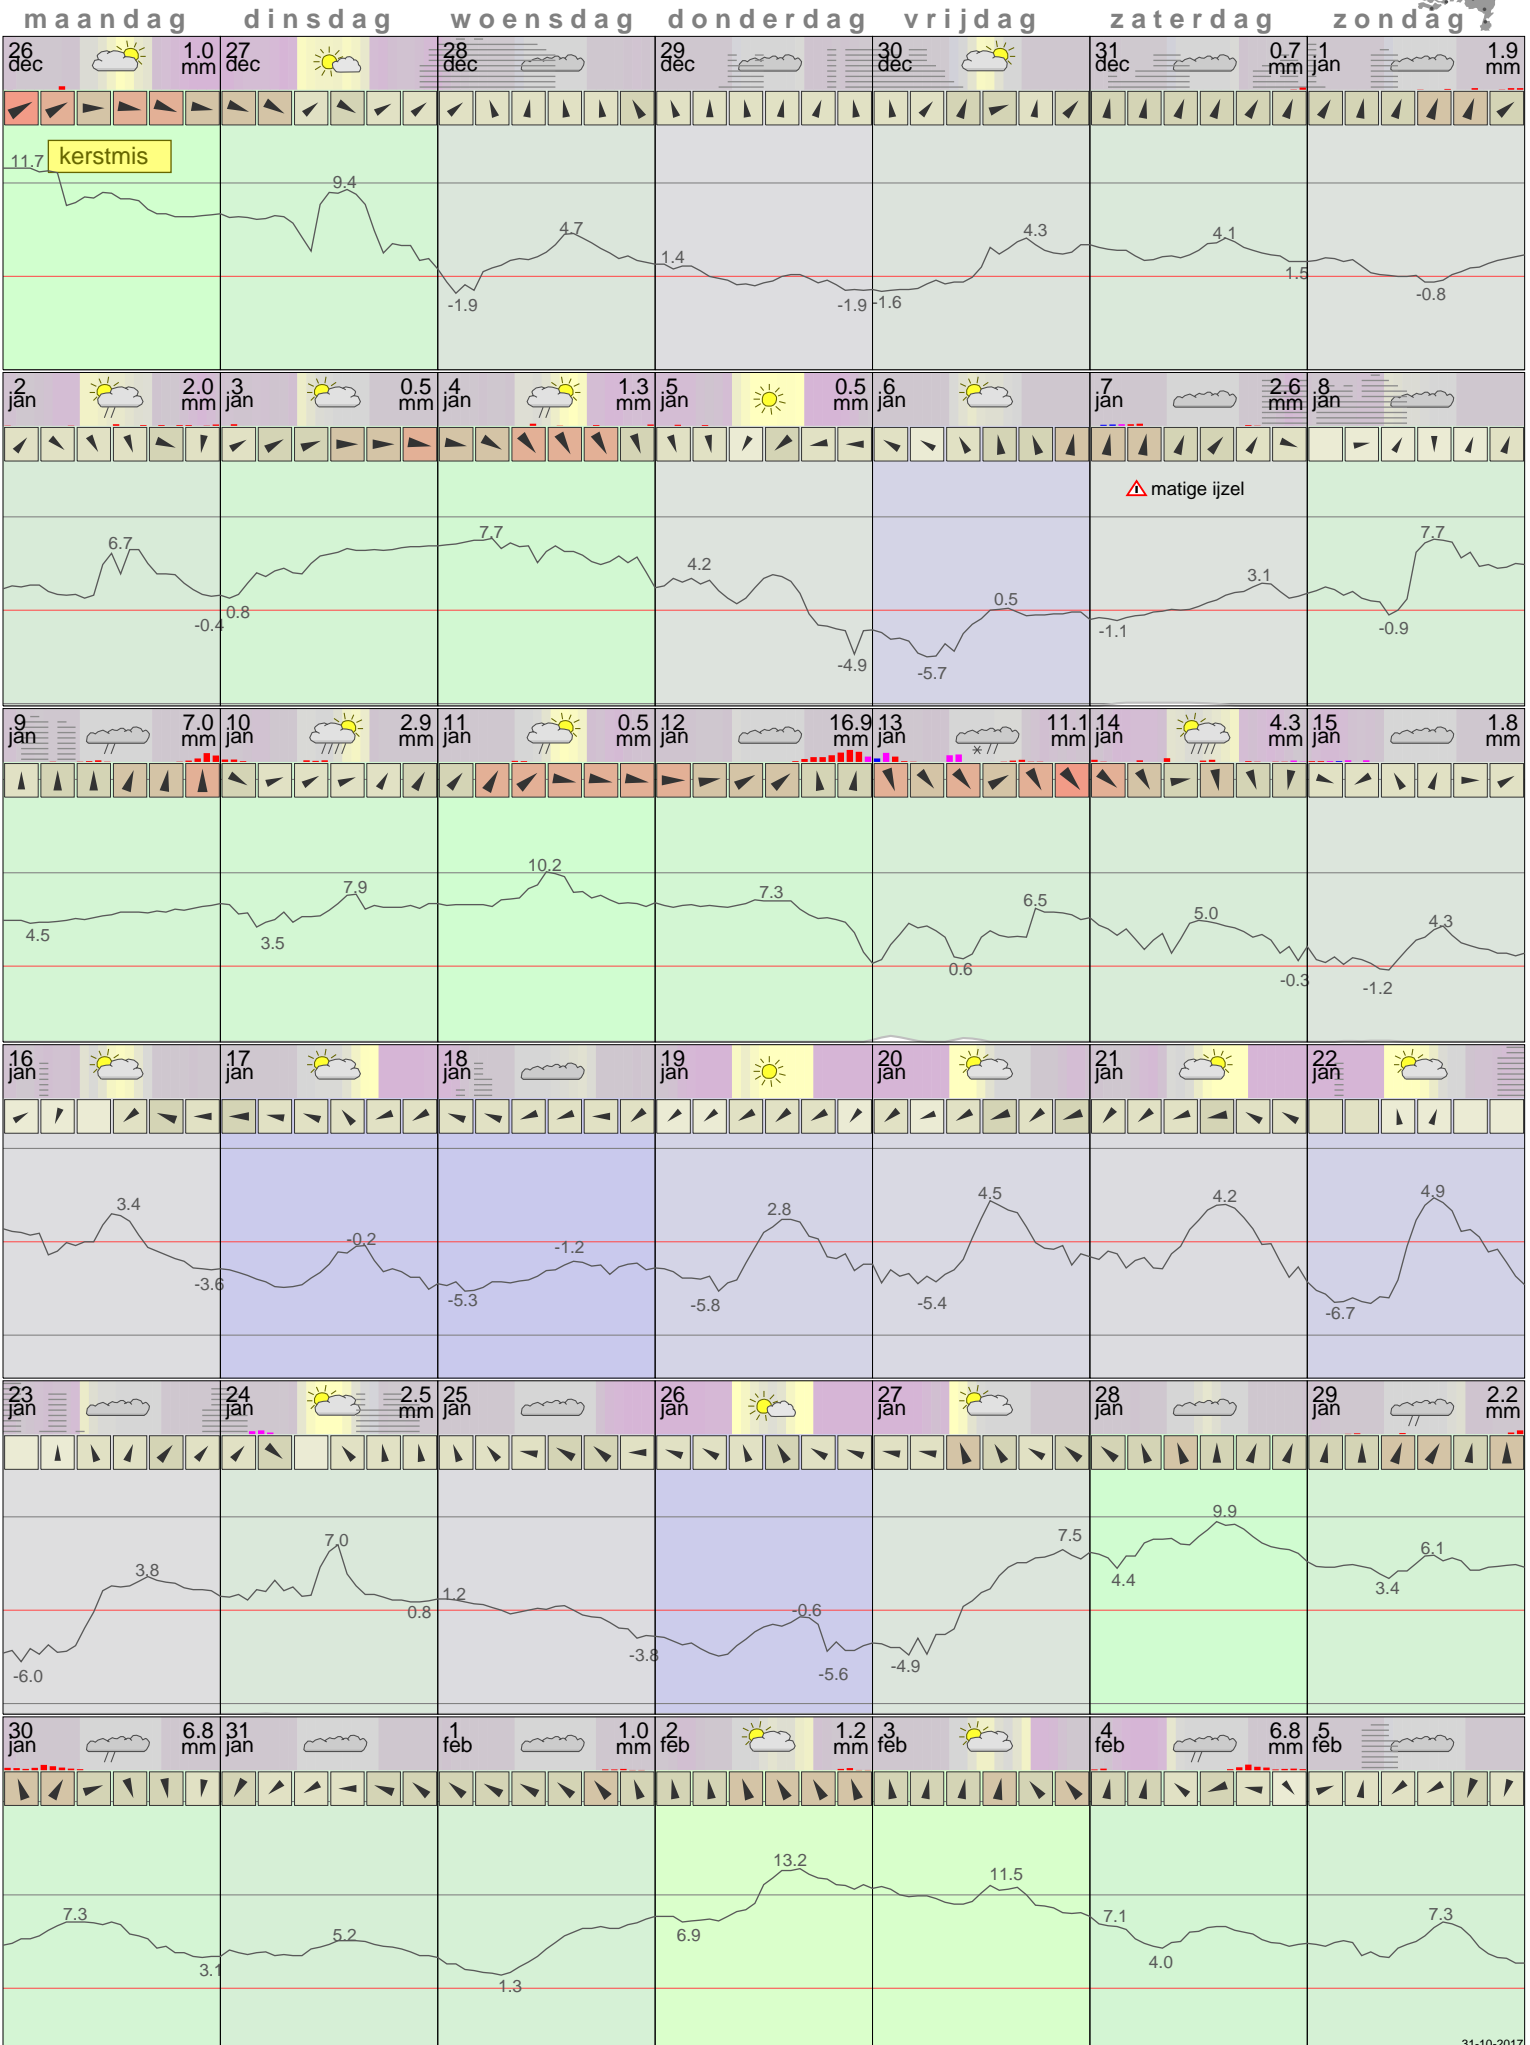 maandag dinsdag woensdag donderdag vrijdag zaterdag zondag
26 dec 1.0 mm 27 dec 28 dec 29 dec 30 dec 31 dec 0.7 mm 1 jan 1.9 mm
kerstmis
11.7 9.4 -1.9 4.7 1.4 -1.9 -1.6 4.3 4.1 1.5 -0.8
2 jan 2.0 mm 3 jan 0.5 mm 4 jan 1.3 mm 5 jan 0.5 mm 6 jan 7 jan 2.6 mm 8 jan
matige ijzel
6.7 -0.4 0.8 7.7 4.2 -4.9 -5.7 0.5 -1.1 3.1 -0.9 7.7
9 jan 7.0 mm 10 jan 2.9 mm 11 jan 0.5 mm 12 jan 16.9 mm 13 jan 11.1 mm 14 jan 4.3 mm 15 jan 1.8 mm
4.5 3.5 7.9 10.2 7.3 0.6 6.5 5.0 -0.3 -1.2 4.3
16 jan 17 jan 18 jan 19 jan 20 jan 21 jan 22 jan
3.4 -3.6 -0.2 -5.3 -1.2 -5.8 2.8 -5.4 4.5 4.2 -6.7 4.9
23 jan 24 jan 2.5 mm 25 jan 26 jan 27 jan 28 jan 29 jan 2.2 mm
-6.0 3.8 7.0 0.8 1.2 -3.8 -0.6 -5.6 -4.9 7.5 4.4 9.9 3.4 6.1
30 jan 6.8 mm 31 jan 1 feb 1.0 mm 2 feb 1.2 mm 3 feb 4 feb 6.8 mm 5 feb
7.3 3.1 5.2 1.3 6.9 13.2 11.5 7.1 4.0 7.3
31-10-2017